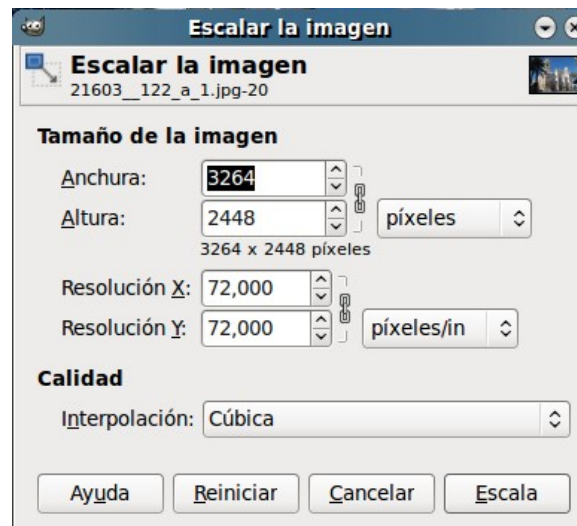 Escalar la imagen
Escalar la imagen
21603__122_a_1.jpg-20
Tamaño de la imagen
Anchura: 3264
Altura: 2448 píxeles
3264 x 2448 píxeles
Resolución X: 72,000
Resolución Y: 72,000 píxeles/in
Calidad
Interpolación: Cúbica
Ayuda Reiniciar Cancelar Escala